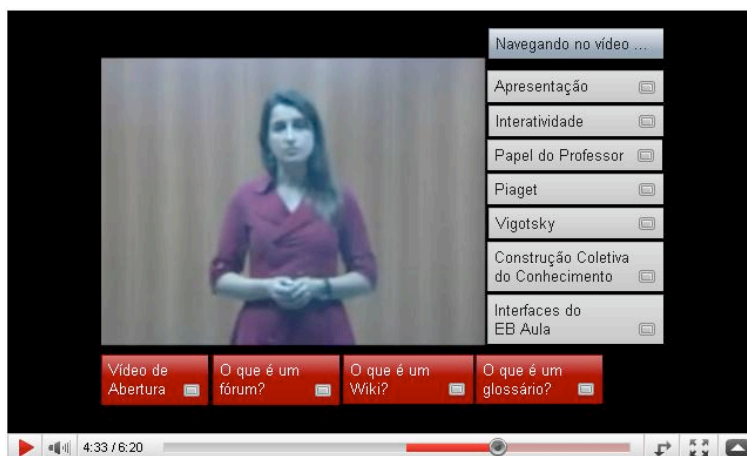 Navegando no vídeo ...
Apresentação
Interatividade
Papel do Professor
Piaget
Vigotsky
Construção Coletiva
do Conhecimento
Interfaces do
EB Aula
Vídeo de
Abertura
O que é um
fórum?
O que é um
Wiki?
O que é um
glossário?
4:33 / 6:20